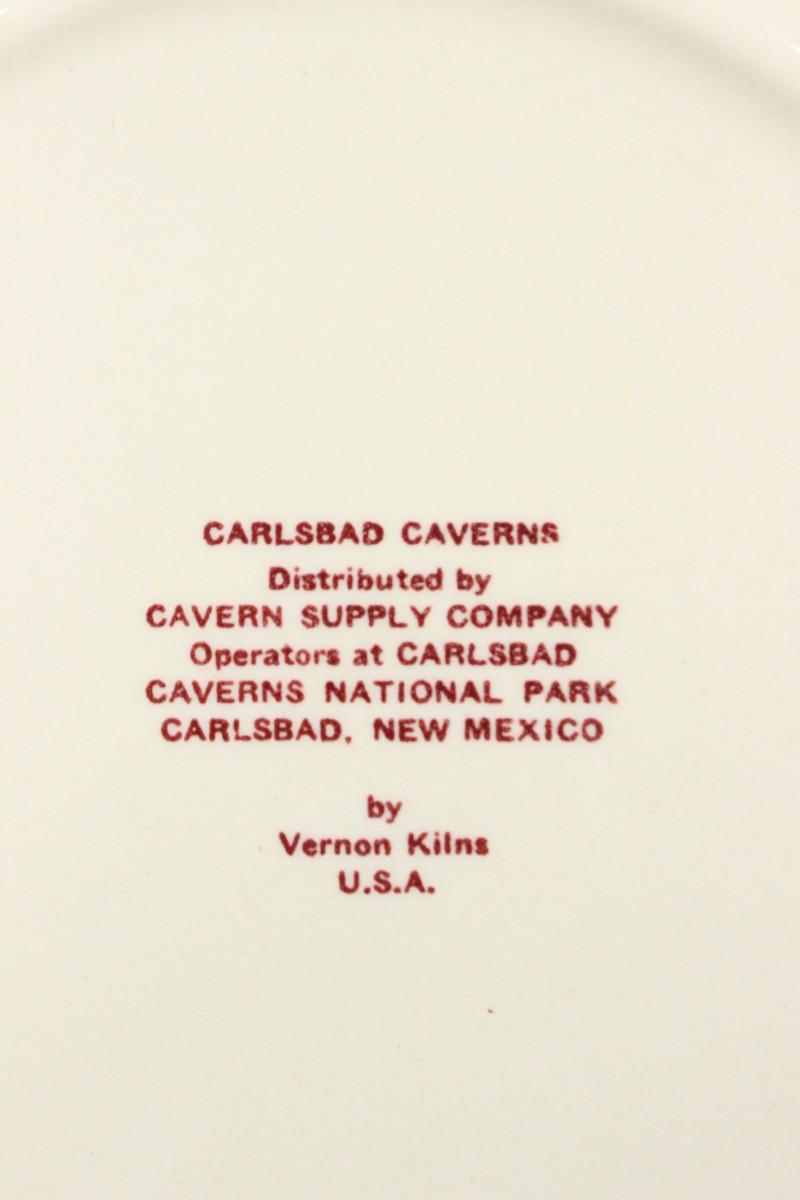 CARLSBAD CAVERNS
Distributed by
CAVERN SUPPLY COMPANY
Operators at CARLSBAD
CAVERNS NATIONAL PARK
CARLSBAD, NEW MEXICO
by
Vernon Kilns
U.S.A.